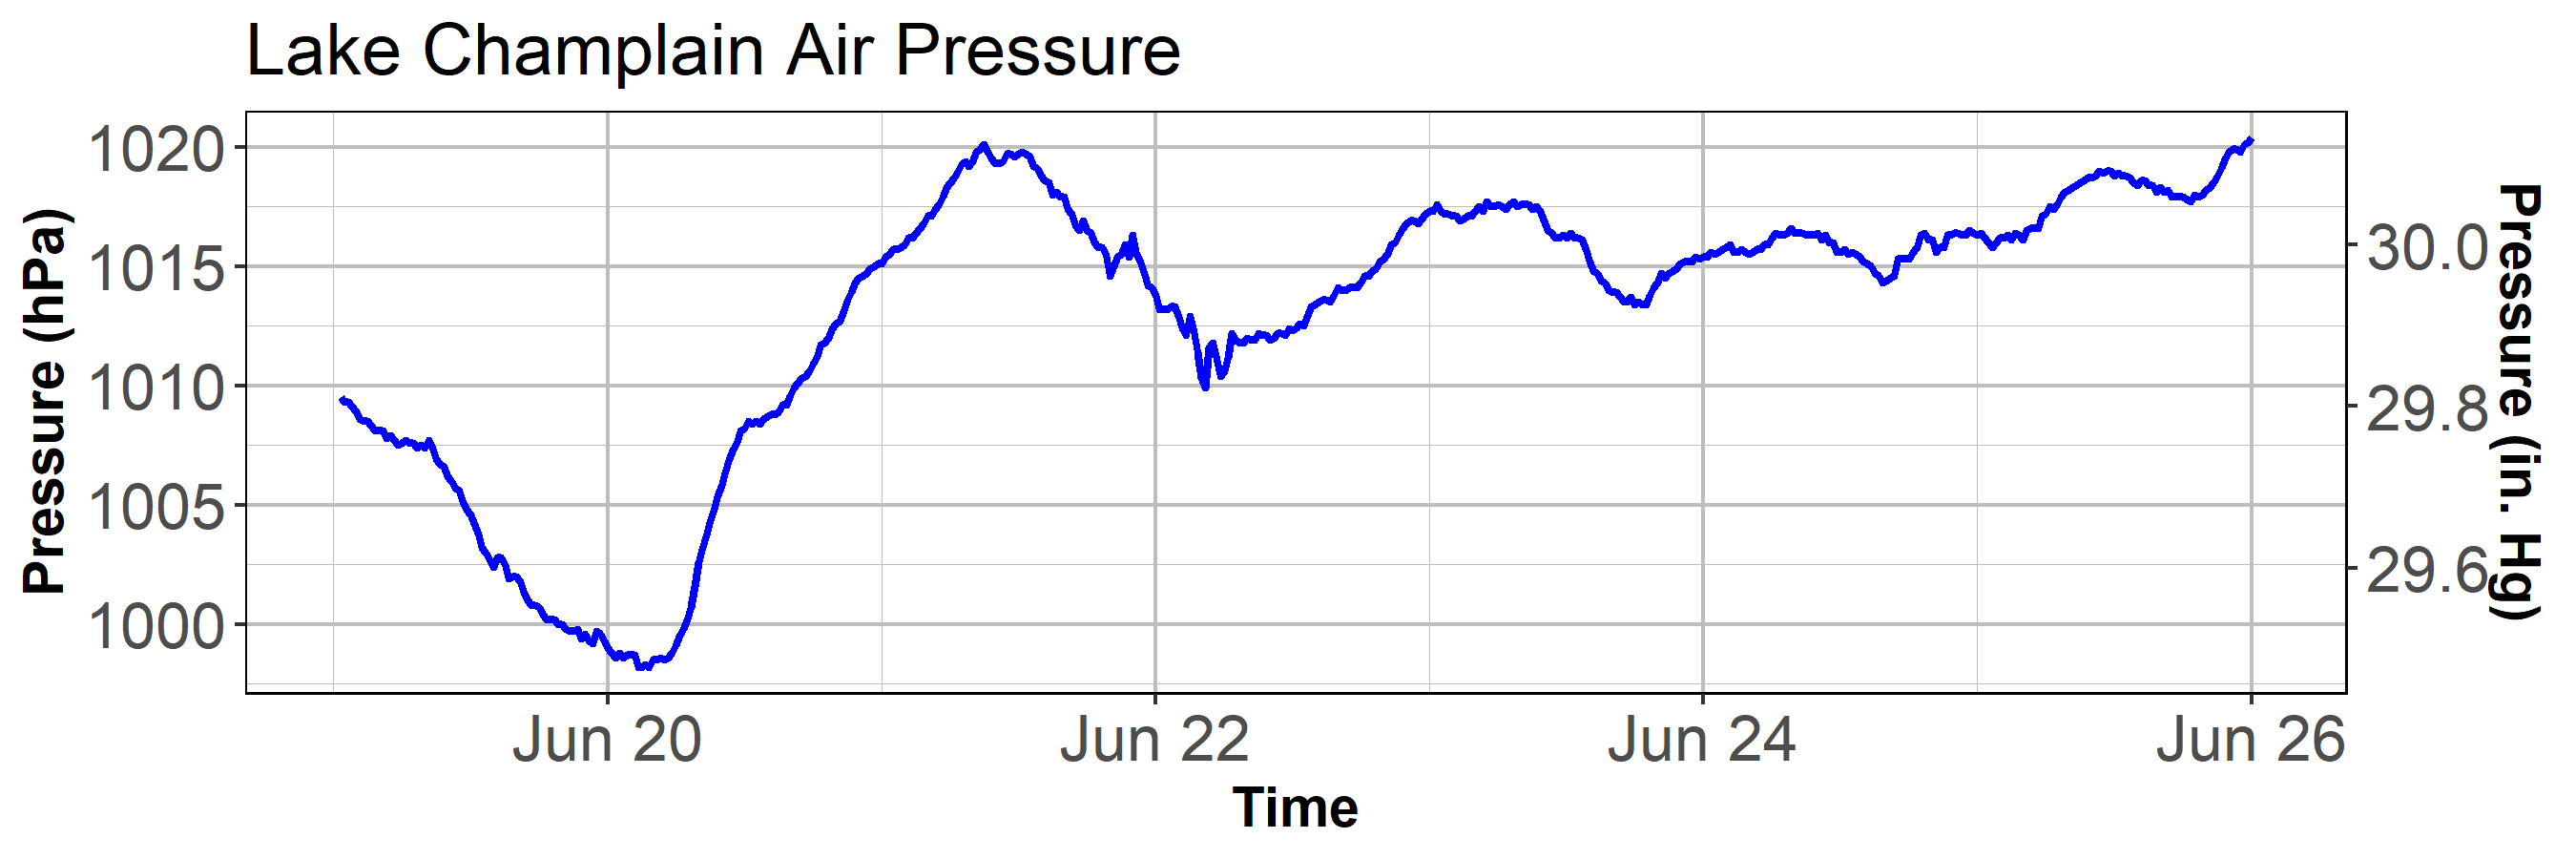 Lake Champlain Air Pressure
Pressure (hPa)
1020
1015
1010
1005
1000
30.0
29.8
29.6
Pressure (in. Hg)
Jun 20
Jun 22
Jun 24
Jun 26
Time